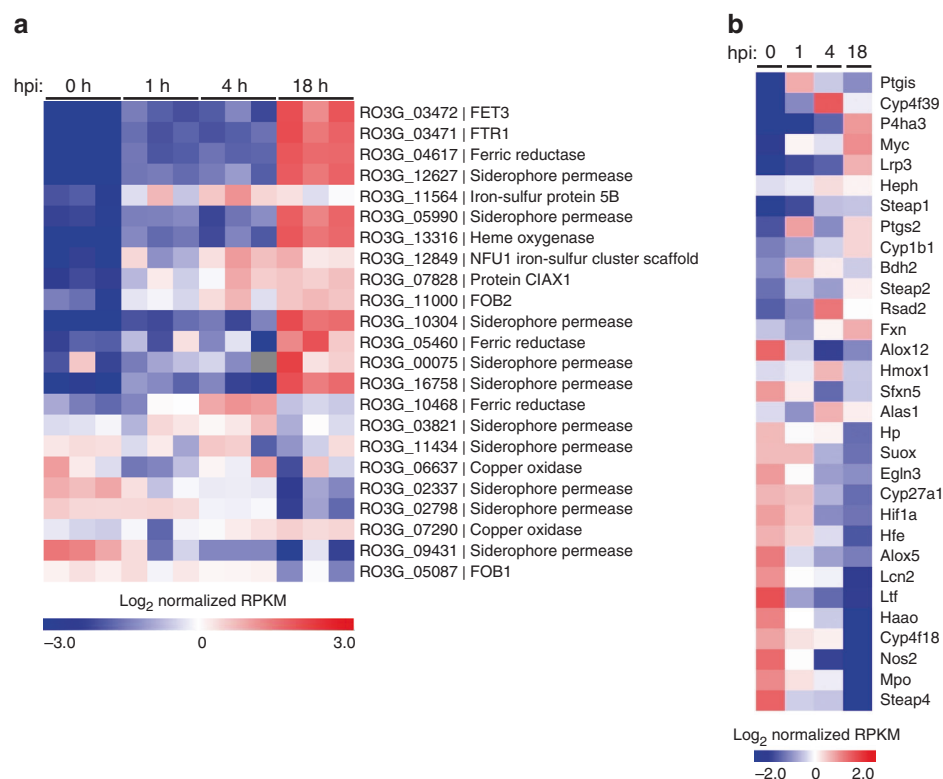 a
hpi: 0 h 1 h 4 h 18 h
RO3G_03472 | FET3
RO3G_03471 | FTR1
RO3G_04617 | Ferric reductase
RO3G_12627 | Siderophore permease
RO3G_11564 | Iron-sulfur protein 5B
RO3G_05990 | Siderophore permease
RO3G_13316 | Heme oxygenase
RO3G_12849 | NFU1 iron-sulfur cluster scaffold
RO3G_07828 | Protein CIAX1
RO3G_11000 | FOB2
RO3G_10304 | Siderophore permease
RO3G_05460 | Ferric reductase
RO3G_00075 | Siderophore permease
RO3G_16758 | Siderophore permease
RO3G_10468 | Ferric reductase
RO3G_03821 | Siderophore permease
RO3G_11434 | Siderophore permease
RO3G_06637 | Copper oxidase
RO3G_02337 | Siderophore permease
RO3G_02798 | Siderophore permease
RO3G_07290 | Copper oxidase
RO3G_09431 | Siderophore permease
RO3G_05087 | FOB1
Log2 normalized RPKM
−3.0 0 3.0
b
hpi: 0 1 4 18
Ptgis
Cyp4f39
P4ha3
Myc
Lrp3
Heph
Steap1
Ptgs2
Cyp1b1
Bdh2
Steap2
Rsad2
Fxn
Alox12
Hmox1
Sfxn5
Alas1
Hp
Suox
Egln3
Cyp27a1
Hif1a
Hfe
Alox5
Lcn2
Ltf
Haao
Cyp4f18
Nos2
Mpo
Steap4
Log2 normalized RPKM
−2.0 0 2.0